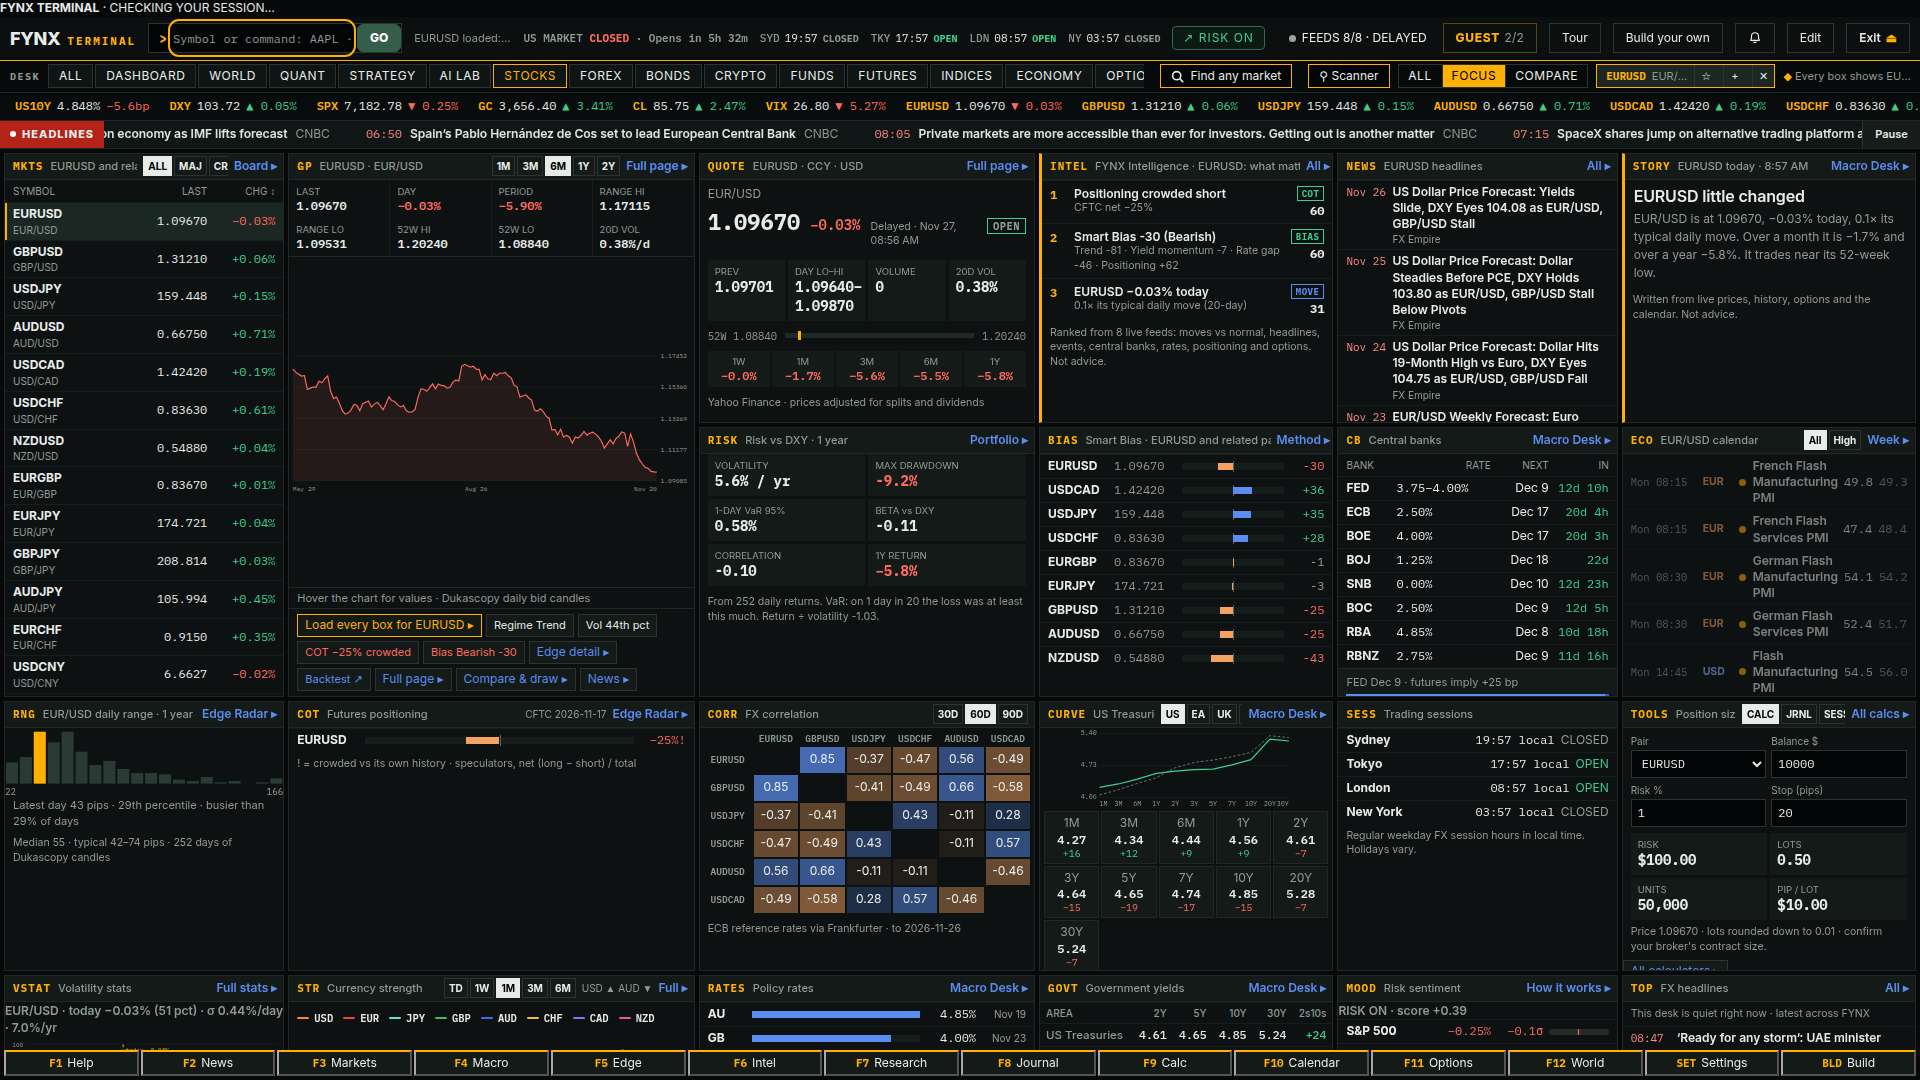 FYNX TERMINAL · CHECKING YOUR SESSION...
FYNX TERMINAL > Symbol or command: AAPL · GO EURUSD loaded:... US MARKET CLOSED · Opens in 5h 32m SYD 19:57 CLOSED TKY 17:57 OPEN LDN 08:57 OPEN NY 03:57 CLOSED ↗ RISK ON FEEDS 8/8 · DELAYED GUEST 2/2 Tour Build your own Edit Exit
DESK ALL DASHBOARD WORLD QUANT STRATEGY AI LAB STOCKS FOREX BONDS CRYPTO FUNDS FUTURES INDICES ECONOMY OPTIO Find any market Scanner ALL FOCUS COMPARE EURUSD EUR/... ☆ + × ◆ Every box shows EU...
US10Y 4.848% −5.6bp DXY 103.72 ▲ 0.05% SPX 7,182.78 ▼ 0.25% GC 3,656.40 ▲ 3.41% CL 85.75 ▲ 2.47% VIX 26.80 ▼ 5.27% EURUSD 1.09670 ▼ 0.03% GBPUSD 1.31210 ▲ 0.06% USDJPY 159.448 ▲ 0.15% AUDUSD 0.66750 ▲ 0.71% USDCAD 1.42420 ▲ 0.19% USDCHF 0.83630 ▲ 0.
HEADLINES on economy as IMF lifts forecast CNBC 06:50 Spain's Pablo Hernández de Cos set to lead European Central Bank CNBC 08:05 Private markets are more accessible than ever for investors. Getting out is another matter CNBC 07:15 SpaceX shares jump on alternative trading platform a Pause
MKTS EURUSD and rela ALL MAJ CR Board ▸
SYMBOL LAST CHG ↕
EURUSD EUR/USD 1.09670 −0.03%
GBPUSD GBP/USD 1.31210 +0.06%
USDJPY USD/JPY 159.448 +0.15%
AUDUSD AUD/USD 0.66750 +0.71%
USDCAD USD/CAD 1.42420 +0.19%
USDCHF USD/CHF 0.83630 +0.61%
NZDUSD NZD/USD 0.54880 +0.04%
EURGBP EUR/GBP 0.83670 +0.01%
EURJPY EUR/JPY 174.721 +0.04%
GBPJPY GBP/JPY 208.814 +0.03%
AUDJPY AUD/JPY 105.994 +0.45%
EURCHF EUR/CHF 0.9150 +0.35%
USDCNY USD/CNY 6.6627 −0.02%
GP EURUSD · EUR/USD 1M 3M 6M 1Y 2Y Full page ▸
LAST DAY PERIOD RANGE HI
1.09670 −0.03% −5.90% 1.17115
RANGE LO 52W HI 52W LO 20D VOL
1.09531 1.20240 1.08840 0.38%/d
1.17452
1.15360
1.13269
1.11177
1.09085
May 29 Aug 26 Nov 26
Hover the chart for values · Dukascopy daily bid candles
Load every box for EURUSD ▸ Regime Trend Vol 44th pct
COT −25% crowded Bias Bearish -30 Edge detail ▸
Backtest ↗ Full page ▸ Compare & draw ▸ News ▸
QUOTE EURUSD · CCY · USD Full page ▸
EUR/USD
1.09670 −0.03% Delayed · Nov 27, 08:56 AM OPEN
PREV DAY LO–HI VOLUME 20D VOL
1.09701 1.09640–1.09870 0 0.38%
52W 1.08840 1.20240
1W 1M 3M 6M 1Y
−0.0% −1.7% −5.6% −5.5% −5.8%
Yahoo Finance · prices adjusted for splits and dividends
INTEL FYNX Intelligence · EURUSD: what matt All ▸
1 Positioning crowded short COT
CFTC net −25% 60
2 Smart Bias -30 (Bearish) BIAS
Trend -81 · Yield momentum -7 · Rate gap -46 · Positioning +62 60
3 EURUSD −0.03% today MOVE
0.1× its typical daily move (20-day) 31
Ranked from 8 live feeds: moves vs normal, headlines, events, central banks, rates, positioning and options. Not advice.
NEWS EURUSD headlines All ▸
Nov 26 US Dollar Price Forecast: Yields Slide, DXY Eyes 104.08 as EUR/USD, GBP/USD Stall
FX Empire
Nov 25 US Dollar Price Forecast: Dollar Steadies Before PCE, DXY Holds 103.80 as EUR/USD, GBP/USD Stall Below Pivots
FX Empire
Nov 24 US Dollar Price Forecast: Dollar Hits 19-Month High vs Euro, DXY Eyes 104.75 as EUR/USD, GBP/USD Fall
FX Empire
Nov 23 EUR/USD Weekly Forecast: Euro
STORY EURUSD today · 8:57 AM Macro Desk ▸
EURUSD little changed
EUR/USD is at 1.09670, −0.03% today, 0.1× its typical daily move. Over a month it is −1.7% and over a year −5.8%. It trades near its 52-week low.
Written from live prices, history, options and the calendar. Not advice.
RISK Risk vs DXY · 1 year Portfolio ▸
VOLATILITY MAX DRAWDOWN
5.6% / yr −9.2%
1-DAY VaR 95% BETA vs DXY
0.58% -0.11
CORRELATION 1Y RETURN
-0.10 −5.8%
From 252 daily returns. VaR: on 1 day in 20 the loss was at least this much. Return ÷ volatility -1.03.
BIAS Smart Bias · EURUSD and related pa Method ▸
EURUSD 1.09670 -30
USDCAD 1.42420 +36
USDJPY 159.448 +35
USDCHF 0.83630 +28
EURGBP 0.83670 -1
EURJPY 174.721 -3
GBPUSD 1.31210 -25
AUDUSD 0.66750 -25
NZDUSD 0.54880 -43
CB Central banks Macro Desk ▸
BANK RATE NEXT IN
FED 3.75–4.00% Dec 9 12d 10h
ECB 2.50% Dec 17 20d 4h
BOE 4.00% Dec 17 20d 3h
BOJ 1.25% Dec 18 22d
SNB 0.00% Dec 10 12d 23h
BOC 2.50% Dec 9 12d 5h
RBA 4.85% Dec 8 10d 18h
RBNZ 2.75% Dec 9 11d 16h
FED Dec 9 · futures imply +25 bp
ECO EUR/USD calendar All High Week ▸
Mon 08:15 EUR French Flash Manufacturing PMI 49.8 49.3
Mon 08:15 EUR French Flash Services PMI 47.4 48.4
Mon 08:30 EUR German Flash Manufacturing PMI 54.1 54.2
Mon 08:30 EUR German Flash Services PMI 52.4 51.7
Mon 14:45 USD Flash Manufacturing PMI 54.5 56.0
RNG EUR/USD daily range · 1 year Edge Radar ▸
22 166
Latest day 43 pips · 29th percentile · busier than 29% of days
Median 55 · typical 42–74 pips · 252 days of Dukascopy candles
COT Futures positioning CFTC 2026-11-17 Edge Radar ▸
EURUSD −25%!
! = crowded vs its own history · speculators, net (long − short) / total
CORR FX correlation 30D 60D 90D
EURUSD GBPUSD USDJPY USDCHF AUDUSD USDCAD
EURUSD 0.85 -0.37 -0.47 0.56 -0.49
GBPUSD 0.85 -0.41 -0.49 0.66 -0.58
USDJPY -0.37 -0.41 0.43 -0.11 0.28
USDCHF -0.47 -0.49 0.43 -0.11 0.57
AUDUSD 0.56 0.66 -0.11 -0.11 -0.46
USDCAD -0.49 -0.58 0.28 0.57 -0.46
ECB reference rates via Frankfurter · to 2026-11-26
CURVE US Treasuri US EA UK Macro Desk ▸
5.40
4.73
4.06
1M 3M 6M 1Y 2Y 3Y 5Y 7Y 10Y 20Y30Y
1M 3M 6M 1Y 2Y
4.27 4.34 4.44 4.56 4.61
+16 +12 +9 +9 −7
3Y 5Y 7Y 10Y 20Y
4.64 4.65 4.74 4.85 5.28
−15 −19 −17 −15 −7
30Y
5.24
−7
SESS Trading sessions
Sydney 19:57 local CLOSED
Tokyo 17:57 local OPEN
London 08:57 local OPEN
New York 03:57 local CLOSED
Regular weekday FX session hours in local time. Holidays vary.
TOOLS Position siz CALC JRNL SES All calcs ▸
Pair Balance $
EURUSD 10000
Risk % Stop (pips)
1 20
RISK LOTS
$100.00 0.50
UNITS PIP / LOT
50,000 $10.00
Price 1.09670 · lots rounded down to 0.01 · confirm your broker's contract size.
All calculators
VSTAT Volatility stats Full stats ▸
EUR/USD · today −0.03% (51 pct) · σ 0.44%/day · 7.0%/yr
100
STR Currency strength TD 1W 1M 3M 6M USD ▲ AUD ▼ Full ▸
USD EUR JPY GBP AUD CHF CAD NZD
RATES Policy rates Macro Desk ▸
AU 4.85% Nov 19
GB 4.00% Nov 23
GOVT Government yields Macro Desk ▸
AREA 2Y 5Y 10Y 30Y 2s10s
US Treasuries 4.61 4.65 4.85 5.24 +24
MOOD Risk sentiment How it works ▸
RISK ON · score +0.39
S&P 500 −0.25% −0.1σ
TOP FX headlines All ▸
This desk is quiet right now · latest across FYNX
08:47 'Ready for any storm': UAE minister
F1 Help F2 News F3 Markets F4 Macro F5 Edge F6 Intel F7 Research F8 Journal F9 Calc F10 Calendar F11 Options F12 World SET Settings BLD Build